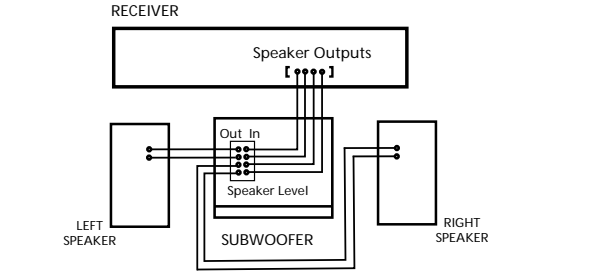 RECEIVER
Speaker Outputs
Out In
Speaker Level
LEFT
SPEAKER
RIGHT
SPEAKER
SUBWOOFER